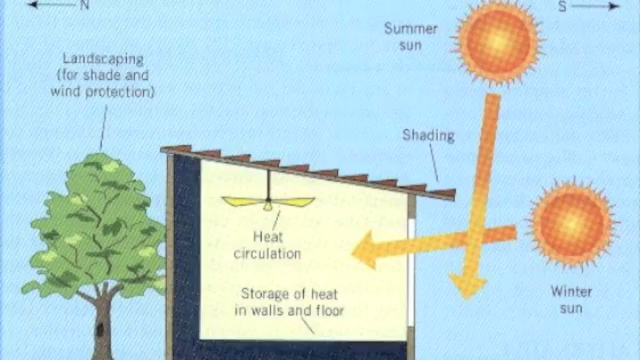 N
S
Summer
sun
Landscaping
(for shade and
wind protection)
Shading
Heat
circulation
Storage of heat
in walls and floor
Winter
sun